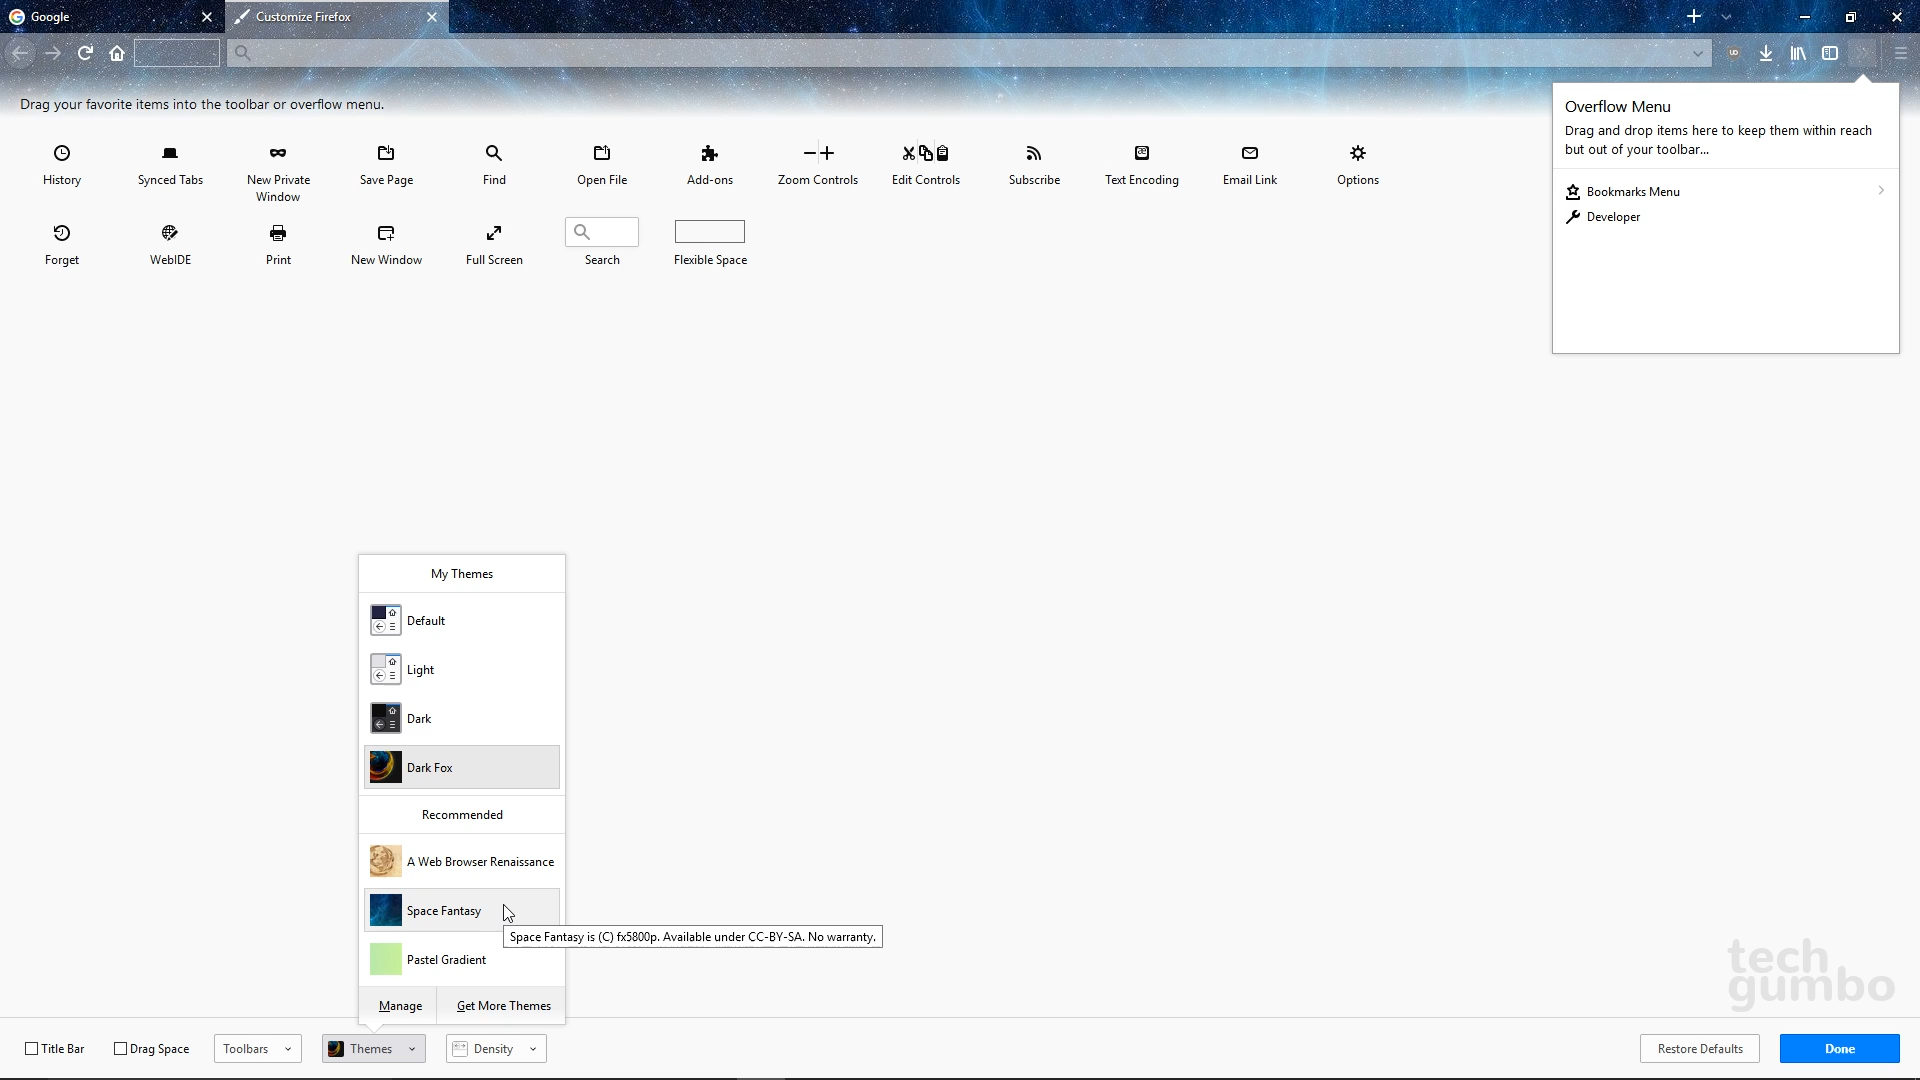 Google
Customize Firefox
Drag your favorite items into the toolbar or overflow menu.
History
Synced Tabs
New Private
Window
Save Page
Find
Open File
Add-ons
Zoom Controls
Edit Controls
Subscribe
Text Encoding
Email Link
Options
Forget
WebIDE
Print
New Window
Full Screen
Search
Flexible Space
Overflow Menu
Drag and drop items here to keep them within reach
but out of your toolbar...
Bookmarks Menu
Developer
My Themes
Default
Light
Dark
Dark Fox
Recommended
A Web Browser Renaissance
Space Fantasy
Space Fantasy is (C) fx5800p. Available under CC-BY-SA. No warranty.
Pastel Gradient
Manage
Get More Themes
tech
gumbo
Title Bar
Drag Space
Toolbars
Themes
Density
Restore Defaults
Done